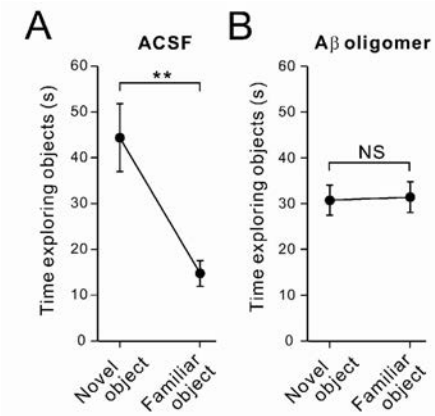 A
ACSF
Time exploring objects (s)
60
50
40
30
20
10
0
**
Novel
object
Familiar
object
B
Aβ oligomer
Time exploring objects (s)
60
50
40
30
20
10
0
NS
Novel
object
Familiar
object